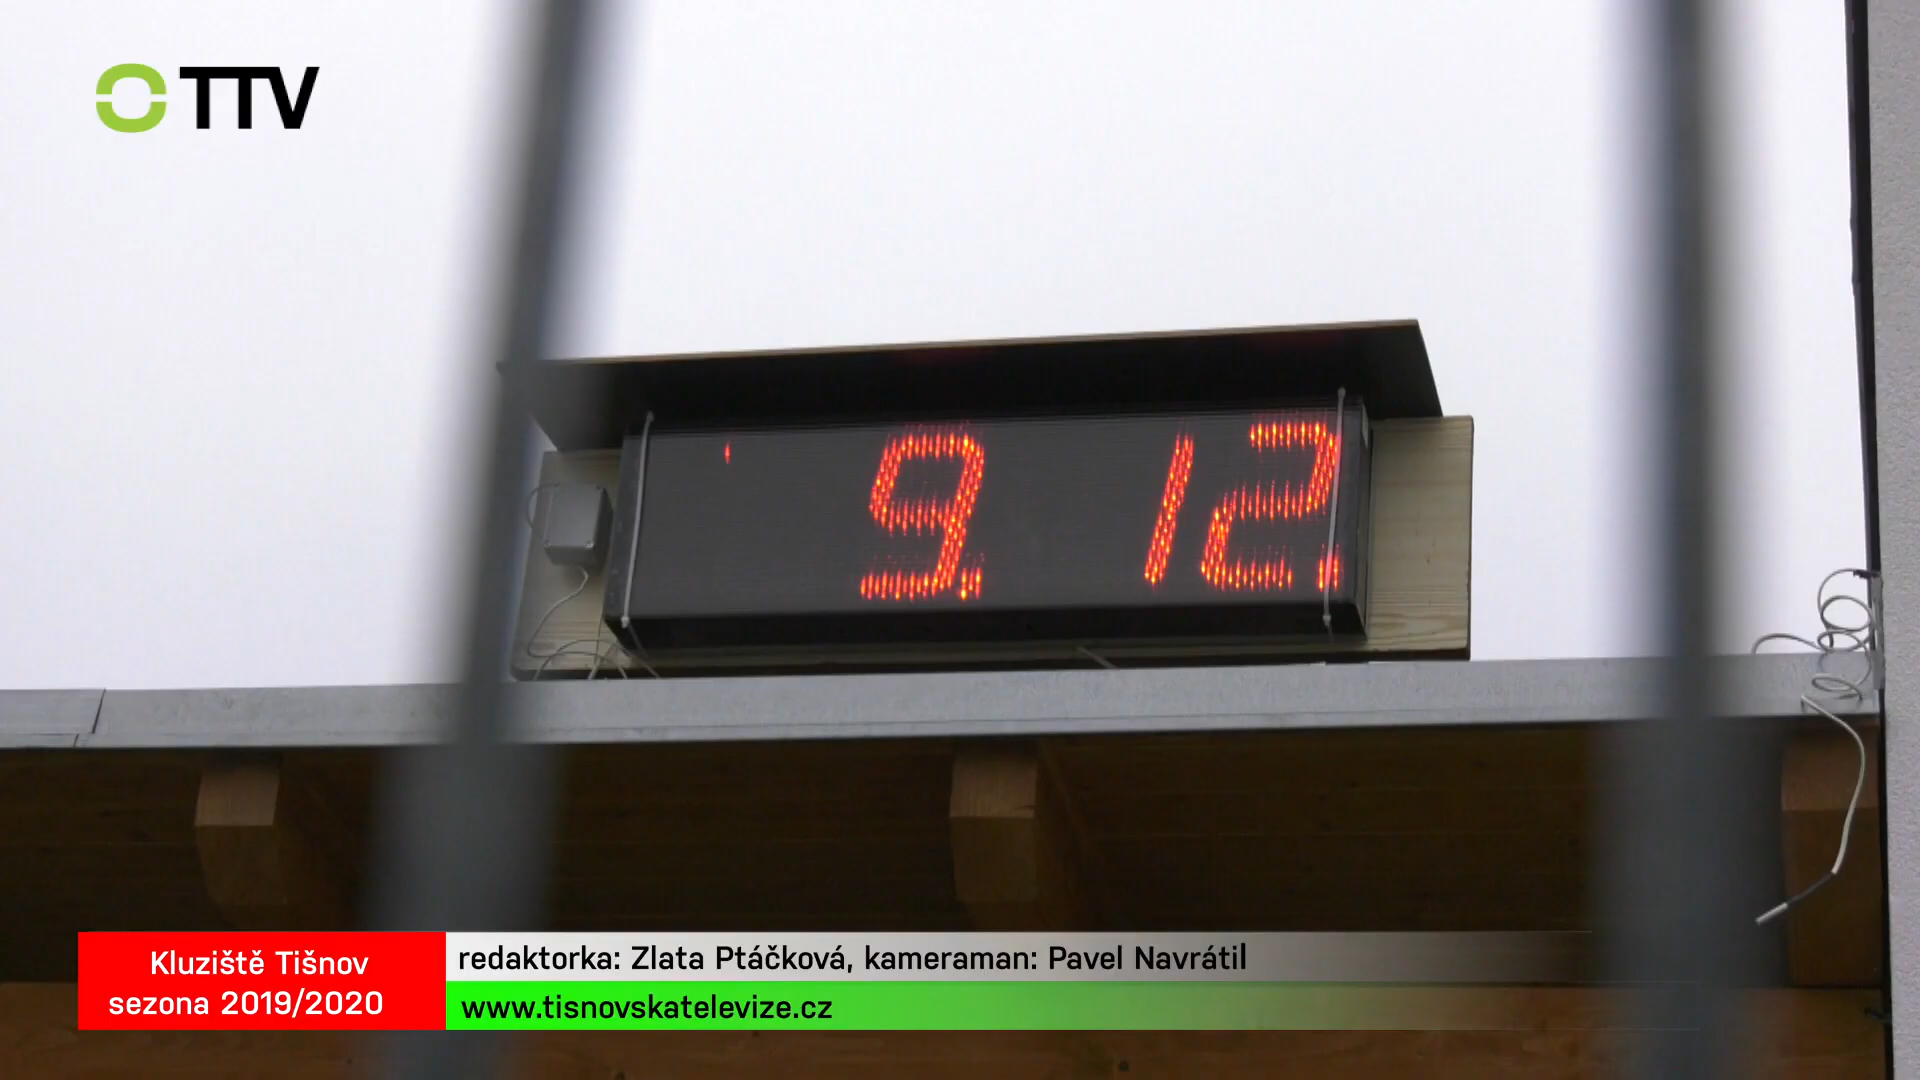 TTV
9.12.
Kluziště Tišnov
sezona 2019/2020
redaktorka: Zlata Ptáčková, kameraman: Pavel Navrátil
www.tisnovskatelevize.cz